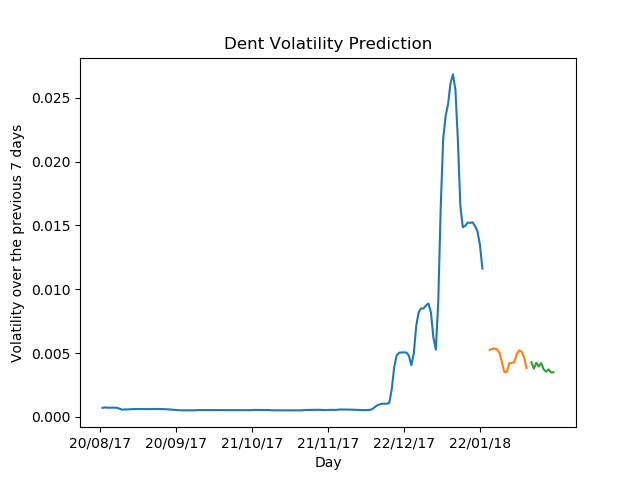 Dent Volatility Prediction
Volatility over the previous 7 days
0.025
0.020
0.015
0.010
0.005
0.000
20/08/17 20/09/17 21/10/17 21/11/17 22/12/17 22/01/18
Day